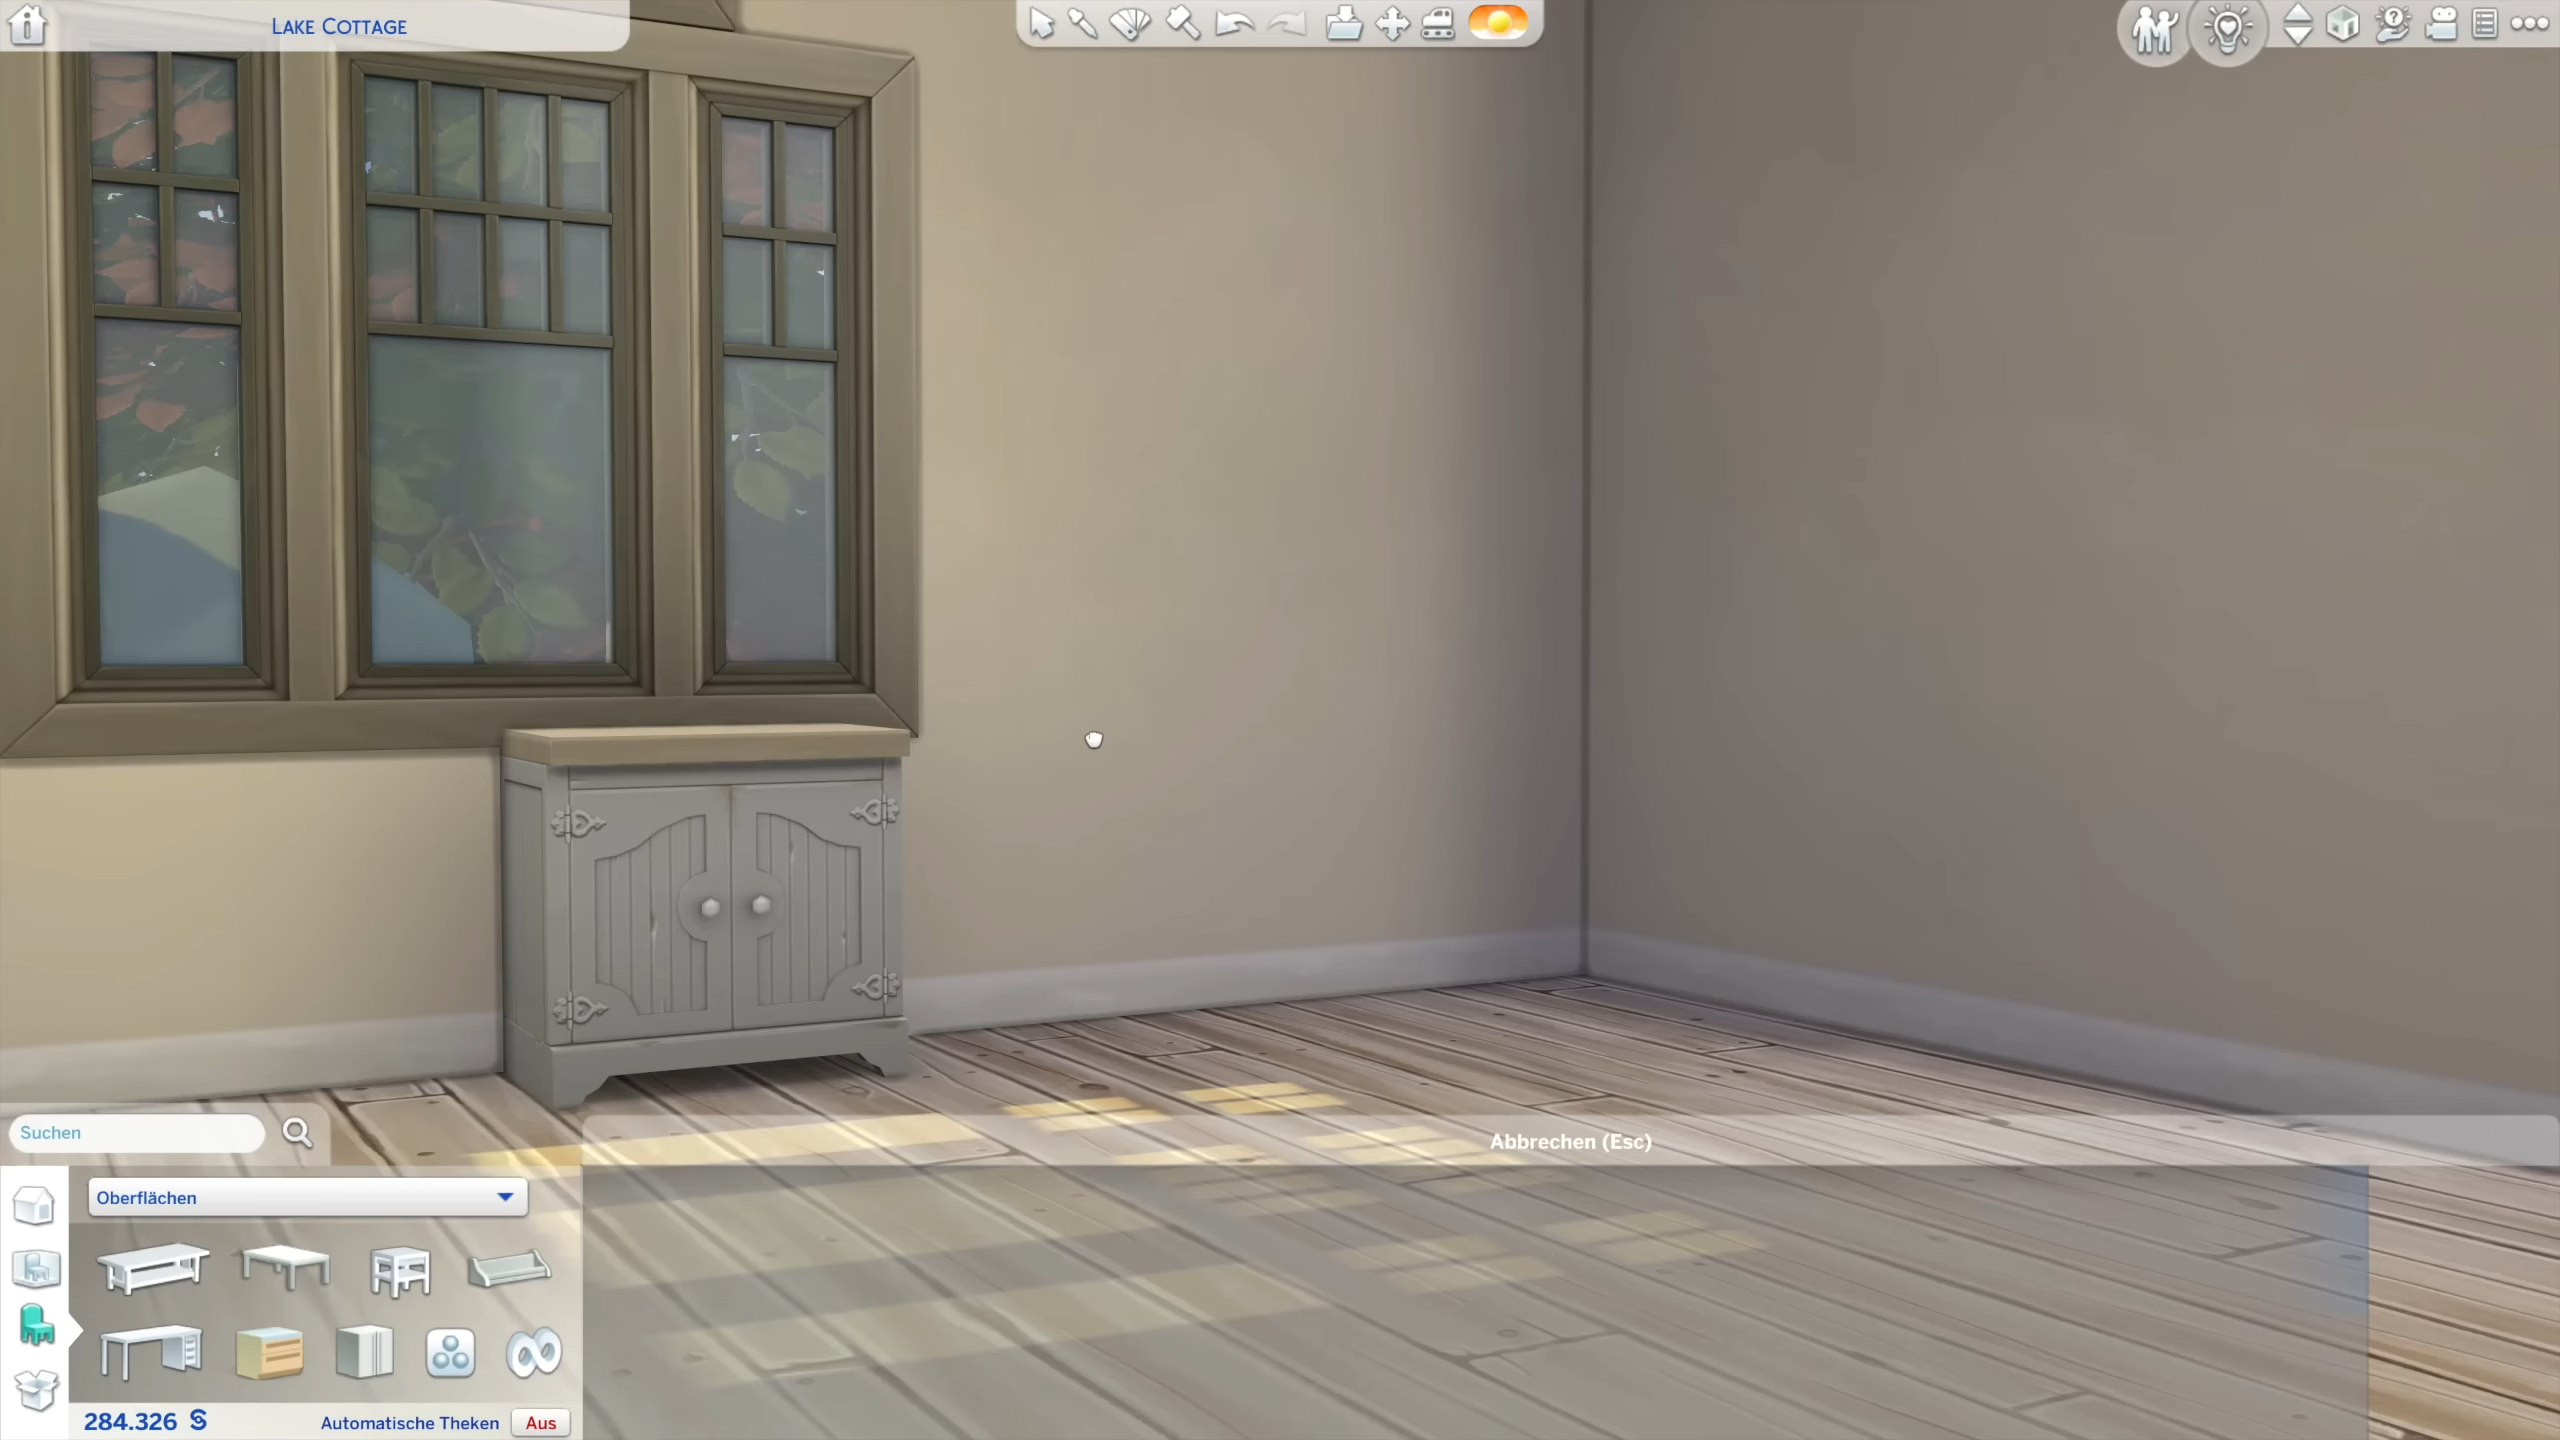 LAKE COTTAGE
Suchen
Abbrechen (Esc)
Oberflächen
284.326
Automatische Theken
Aus